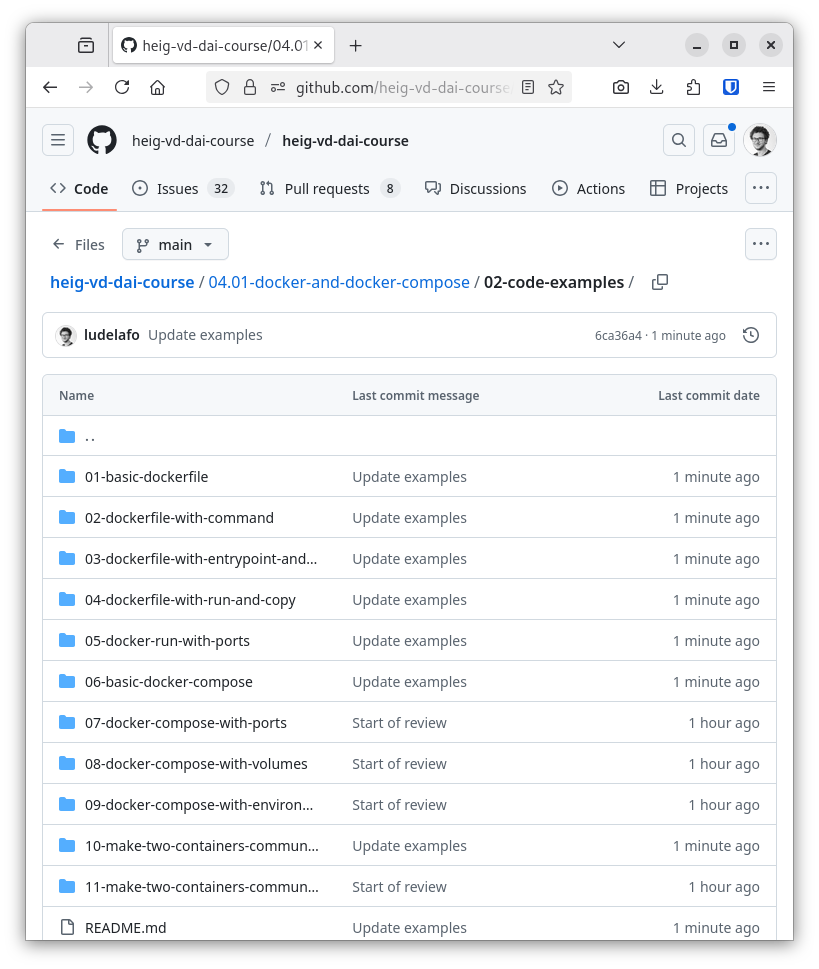 heig-vd-dai-course/04.01
github.com/heig-vd-dai-course
heig-vd-dai-course / heig-vd-dai-course
Code Issues 32 Pull requests 8 Discussions Actions Projects
Files main
heig-vd-dai-course / 04.01-docker-and-docker-compose / 02-code-examples /
ludelafo Update examples 6ca36a4 · 1 minute ago
Name Last commit message Last commit date
..
01-basic-dockerfile Update examples 1 minute ago
02-dockerfile-with-command Update examples 1 minute ago
03-dockerfile-with-entrypoint-and... Update examples 1 minute ago
04-dockerfile-with-run-and-copy Update examples 1 minute ago
05-docker-run-with-ports Update examples 1 minute ago
06-basic-docker-compose Update examples 1 minute ago
07-docker-compose-with-ports Start of review 1 hour ago
08-docker-compose-with-volumes Start of review 1 hour ago
09-docker-compose-with-environ... Start of review 1 hour ago
10-make-two-containers-commun... Update examples 1 minute ago
11-make-two-containers-commun... Start of review 1 hour ago
README.md Update examples 1 minute ago